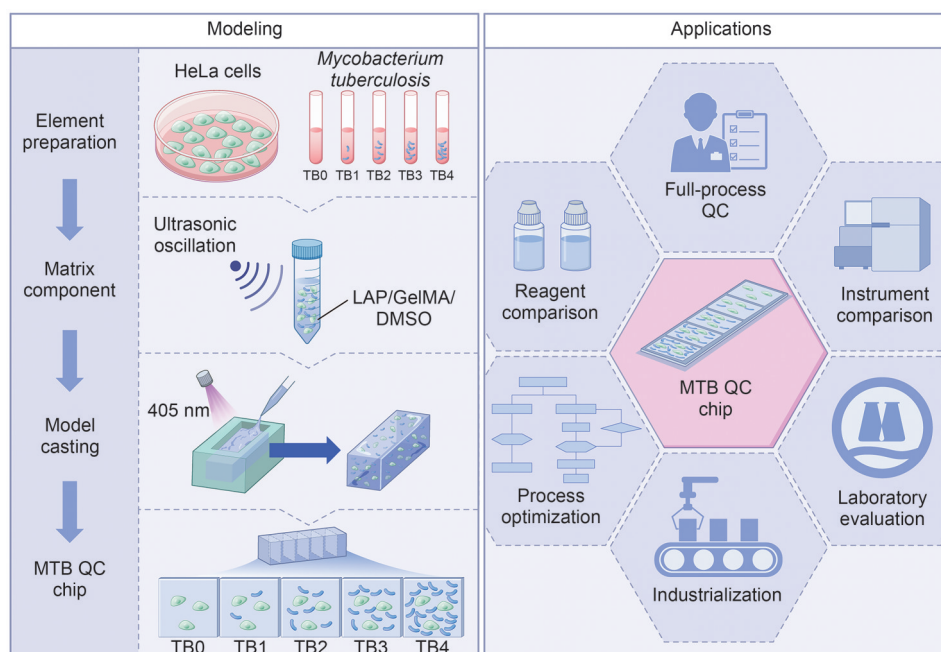 Modeling
Element
preparation
Matrix
component
Model
casting
MTB QC
chip
HeLa cells
Mycobacterium
tuberculosis
TB0 TB1 TB2 TB3 TB4
Ultrasonic
oscillation
LAP/GelMA/
DMSO
405 nm
TB0 TB1 TB2 TB3 TB4
Applications
Full-process
QC
Reagent
comparison
Instrument
comparison
MTB QC
chip
Process
optimization
Laboratory
evaluation
Industrialization